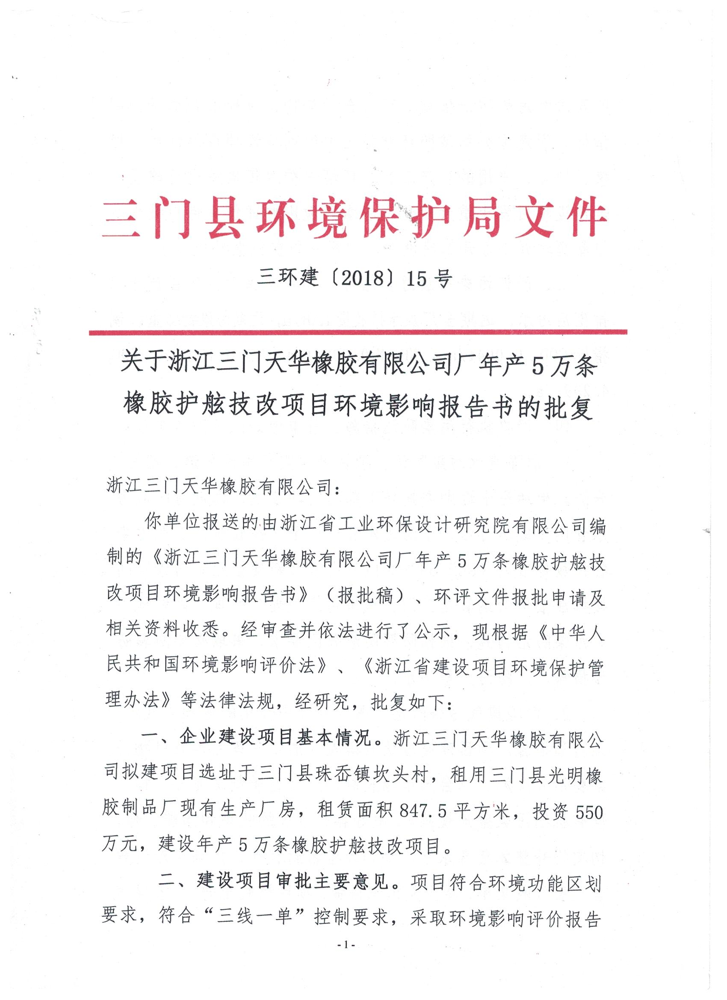 三门县环境保护局文件
三环建〔2018〕15号
关于浙江三门天华橡胶有限公司厂年产5万条
橡胶护舷技改项目环境影响报告书的批复
浙江三门天华橡胶有限公司：
你单位报送的由浙江省工业环保设计研究院有限公司编
制的《浙江三门天华橡胶有限公司厂年产5万条橡胶护舷技
改项目环境影响报告书》（报批稿）、环评文件报批申请及
相关资料收悉。经审查并依法进行了公示，现根据《中华人
民共和国环境影响评价法》、《浙江省建设项目环境保护管
理办法》等法律法规，经研究，批复如下：
一、企业建设项目基本情况。浙江三门天华橡胶有限公
司拟建项目选址于三门县珠岙镇坎头村，租用三门县光明橡
胶制品厂现有生产厂房，租赁面积847.5平方米，投资550
万元，建设年产5万条橡胶护舷技改项目。
二、建设项目审批主要意见。项目符合环境功能区划
要求，符合“三线一单”控制要求，采取环境影响评价报告
-1-